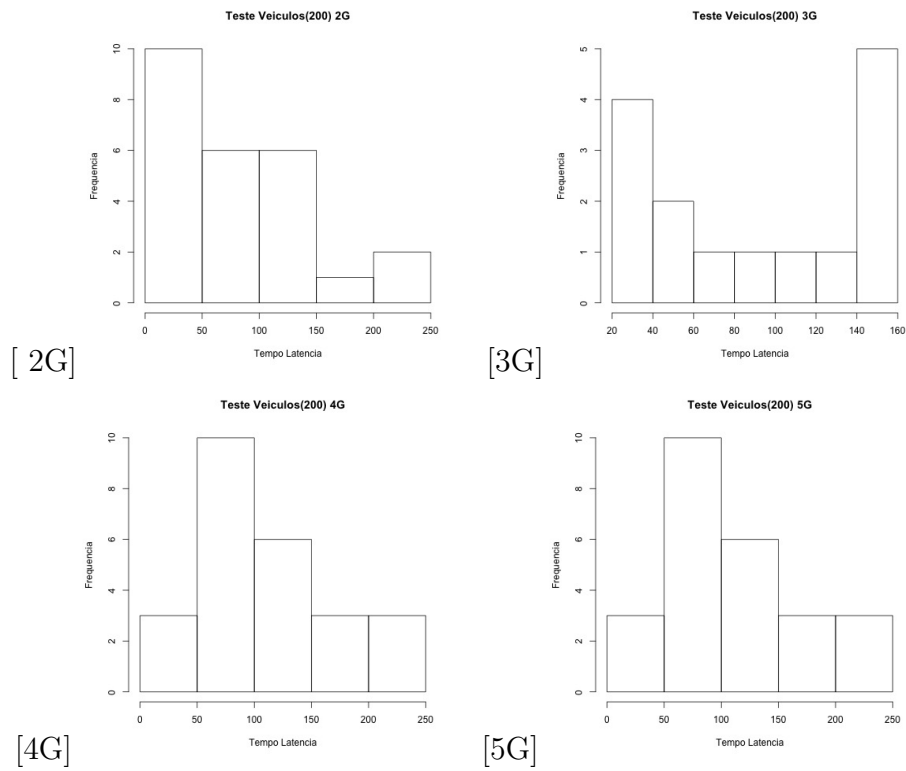 Teste Veiculos(200) 2G
Frequencia
0 2 4 6 8 10
0 50 100 150 200 250
Tempo Latencia
[ 2G]
Teste Veiculos(200) 3G
Frequencia
0 1 2 3 4 5
20 40 60 80 100 120 140 160
Tempo Latencia
[3G]
Teste Veiculos(200) 4G
Frequencia
0 2 4 6 8 10
0 50 100 150 200 250
Tempo Latencia
[4G]
Teste Veiculos(200) 5G
Frequencia
0 2 4 6 8 10
0 50 100 150 200 250
Tempo Latencia
[5G]